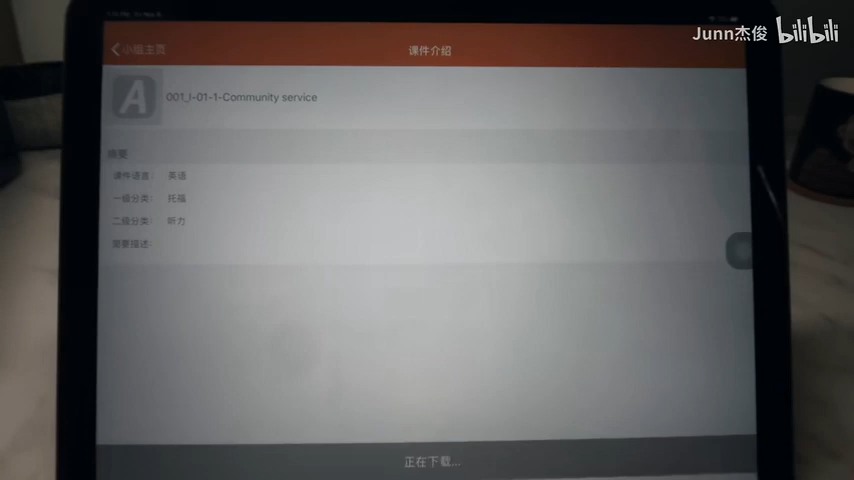 Junn杰俊 bilibili
小组主页
课件介绍
A
001_I-01-1-Community service
摘要
课件语言: 英语
一级分类: 托福
二级分类: 听力
简要描述:
正在下载...